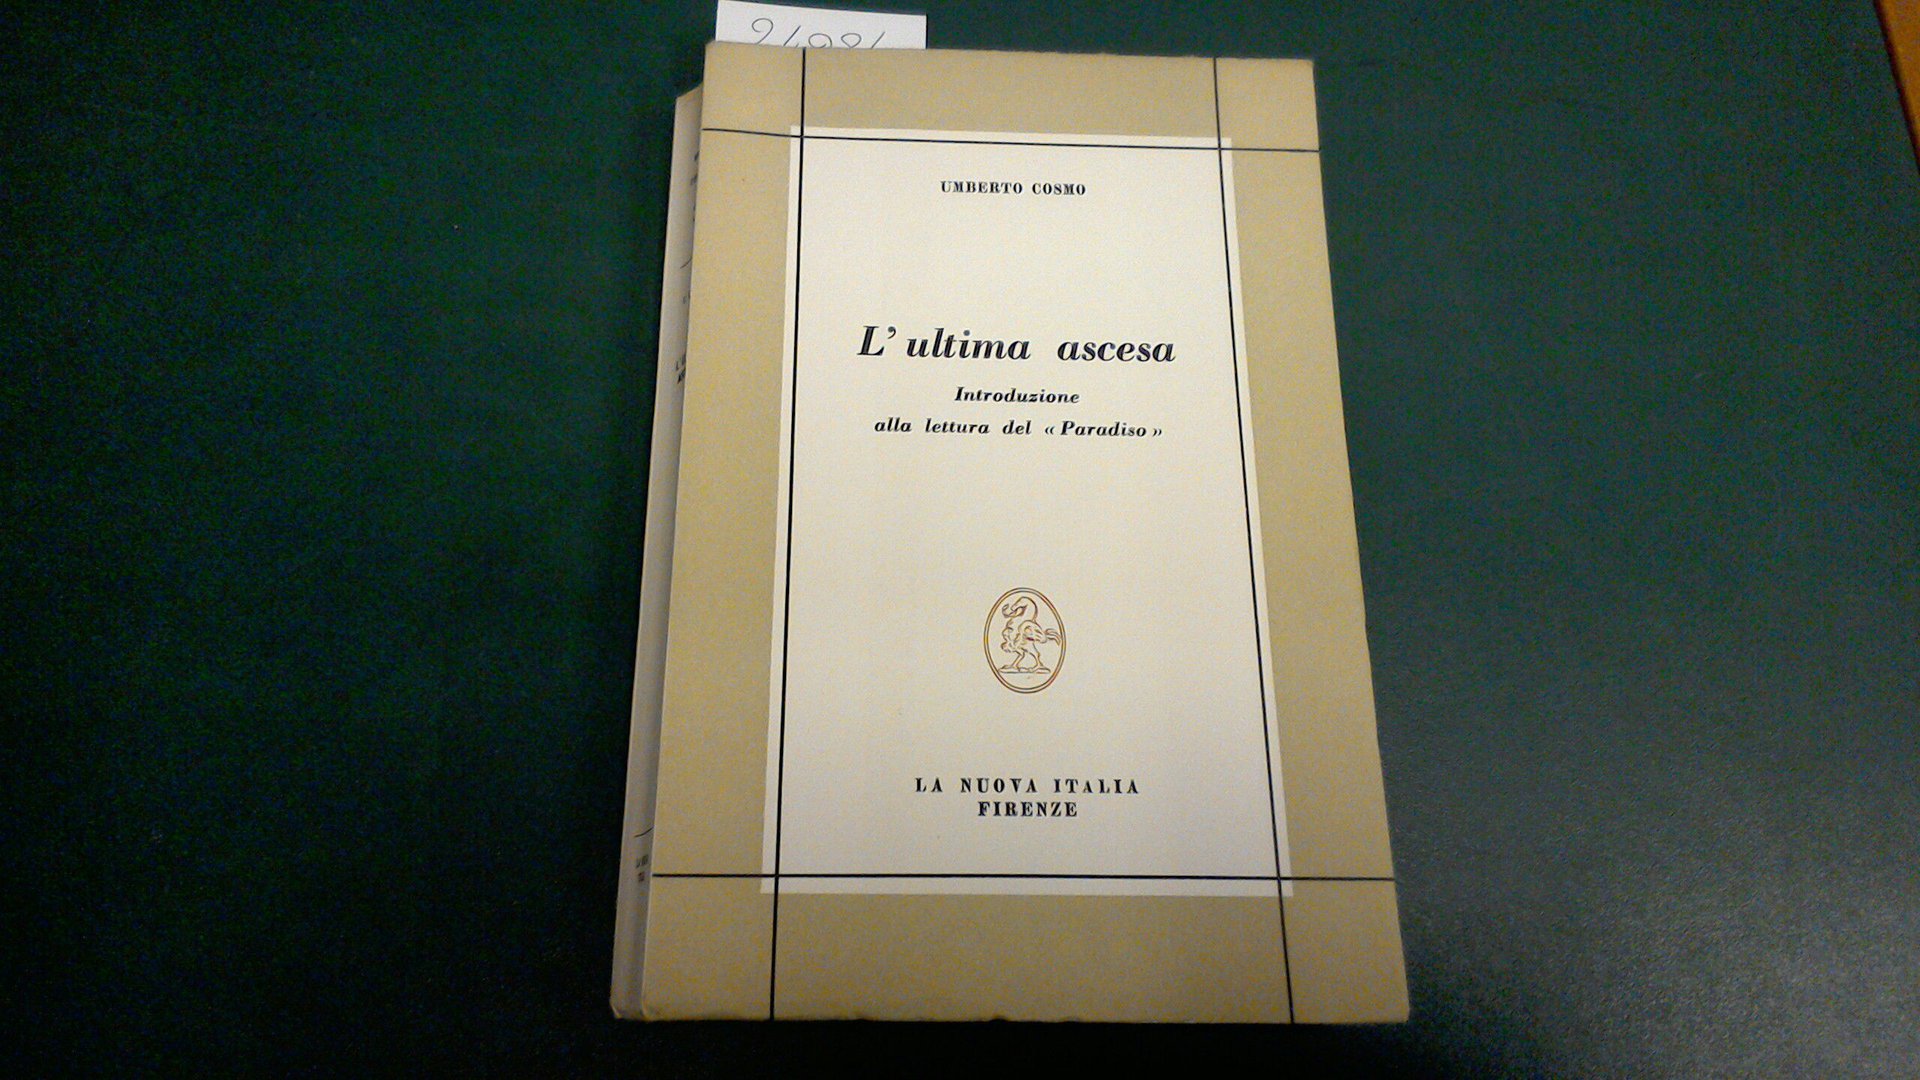 UMBERTO COSMO
L'ultima ascesa
Introduzione
alla lettura del « Paradiso »
LA NUOVA ITALIA
FIRENZE